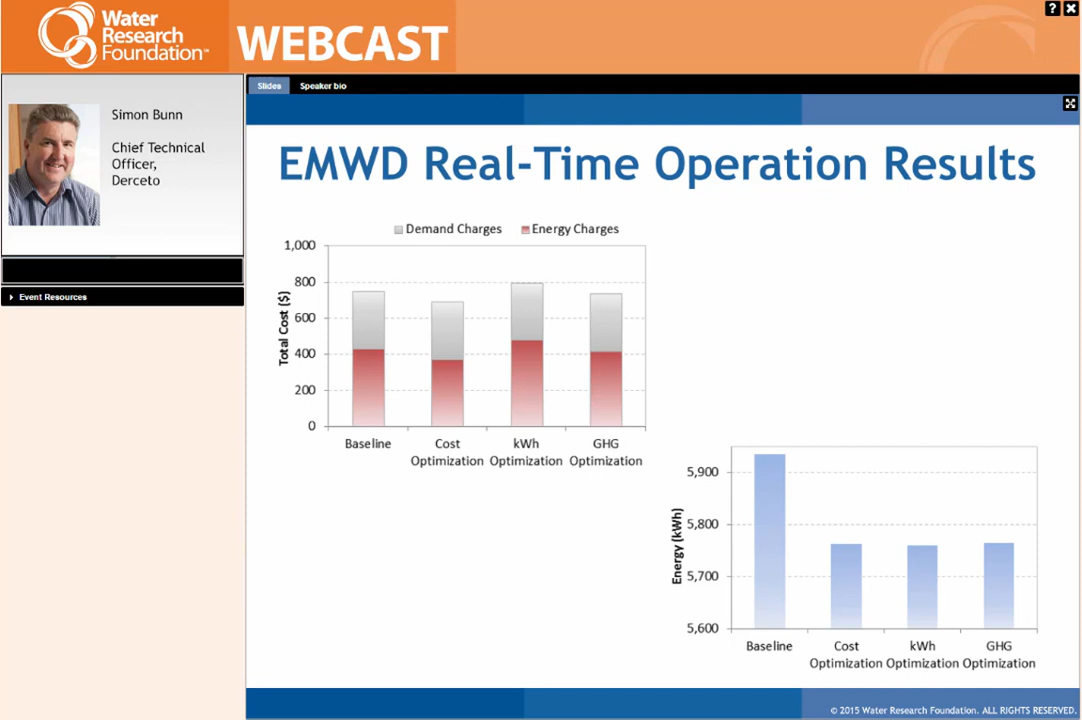 Water
Research
Foundation™
WEBCAST
?
Simon Bunn
Chief Technical
Officer,
Derceto
Event Resources
Slides
Speaker bio
EMWD Real-Time Operation Results
Demand Charges
Energy Charges
Total Cost ($)
1,000
800
600
400
200
0
Baseline
Cost
Optimization
kWh
Optimization
GHG
Optimization
Energy (kWh)
5,900
5,800
5,700
5,600
Baseline
Cost
Optimization
kWh
Optimization
GHG
Optimization
© 2015 Water Research Foundation. ALL RIGHTS RESERVED.